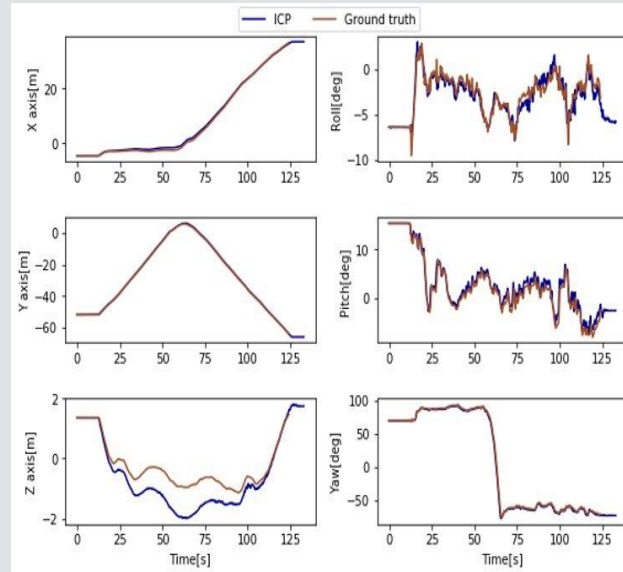 ICP Ground truth
X axis[m]
20
0
0 25 50 75 100 125
Roll[deg]
0
−5
−10
0 25 50 75 100 125
Y axis[m]
0
−20
−40
−60
0 25 50 75 100 125
Pitch[deg]
10
0
0 25 50 75 100 125
Z axis[m]
2
0
−2
0 25 50 75 100 125
Time[s]
Yaw[deg]
100
50
0
−50
0 25 50 75 100 125
Time[s]